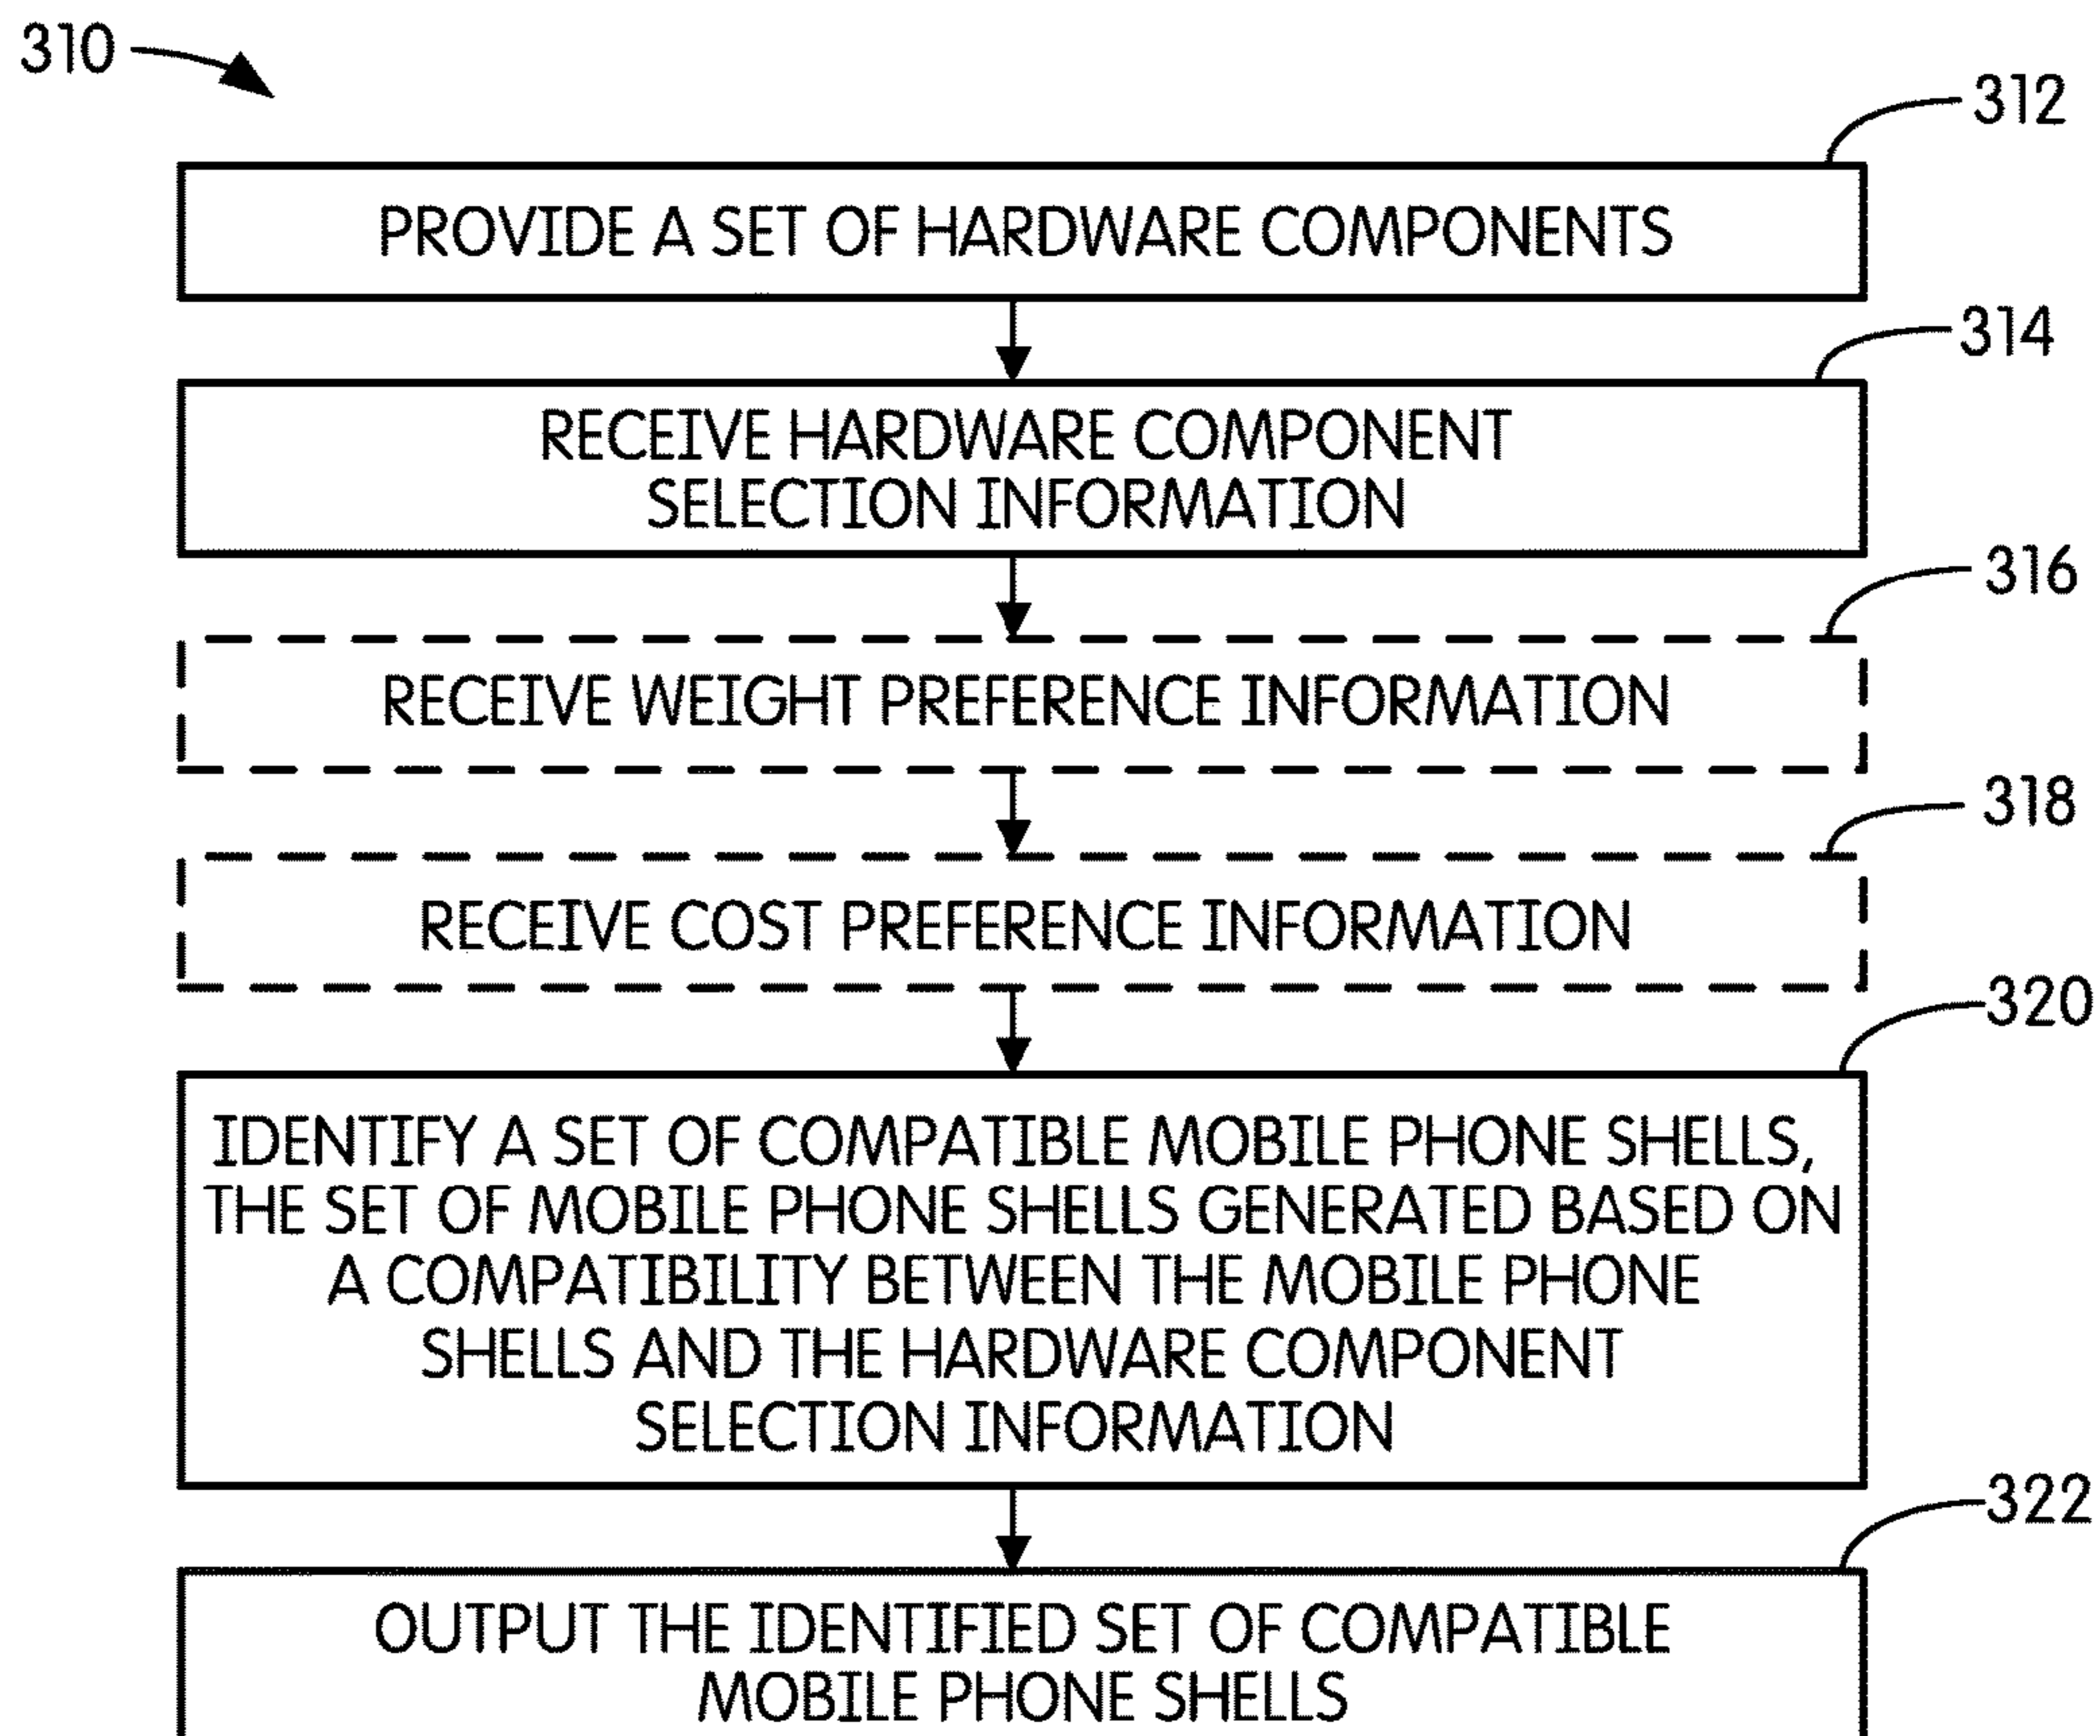 310
312
PROVIDE A SET OF HARDWARE COMPONENTS
314
RECEIVE HARDWARE COMPONENT
SELECTION INFORMATION
316
RECEIVE WEIGHT PREFERENCE INFORMATION
318
RECEIVE COST PREFERENCE INFORMATION
320
IDENTIFY A SET OF COMPATIBLE MOBILE PHONE SHELLS,
THE SET OF MOBILE PHONE SHELLS GENERATED BASED ON
A COMPATIBILITY BETWEEN THE MOBILE PHONE
SHELLS AND THE HARDWARE COMPONENT
SELECTION INFORMATION
322
OUTPUT THE IDENTIFIED SET OF COMPATIBLE
MOBILE PHONE SHELLS